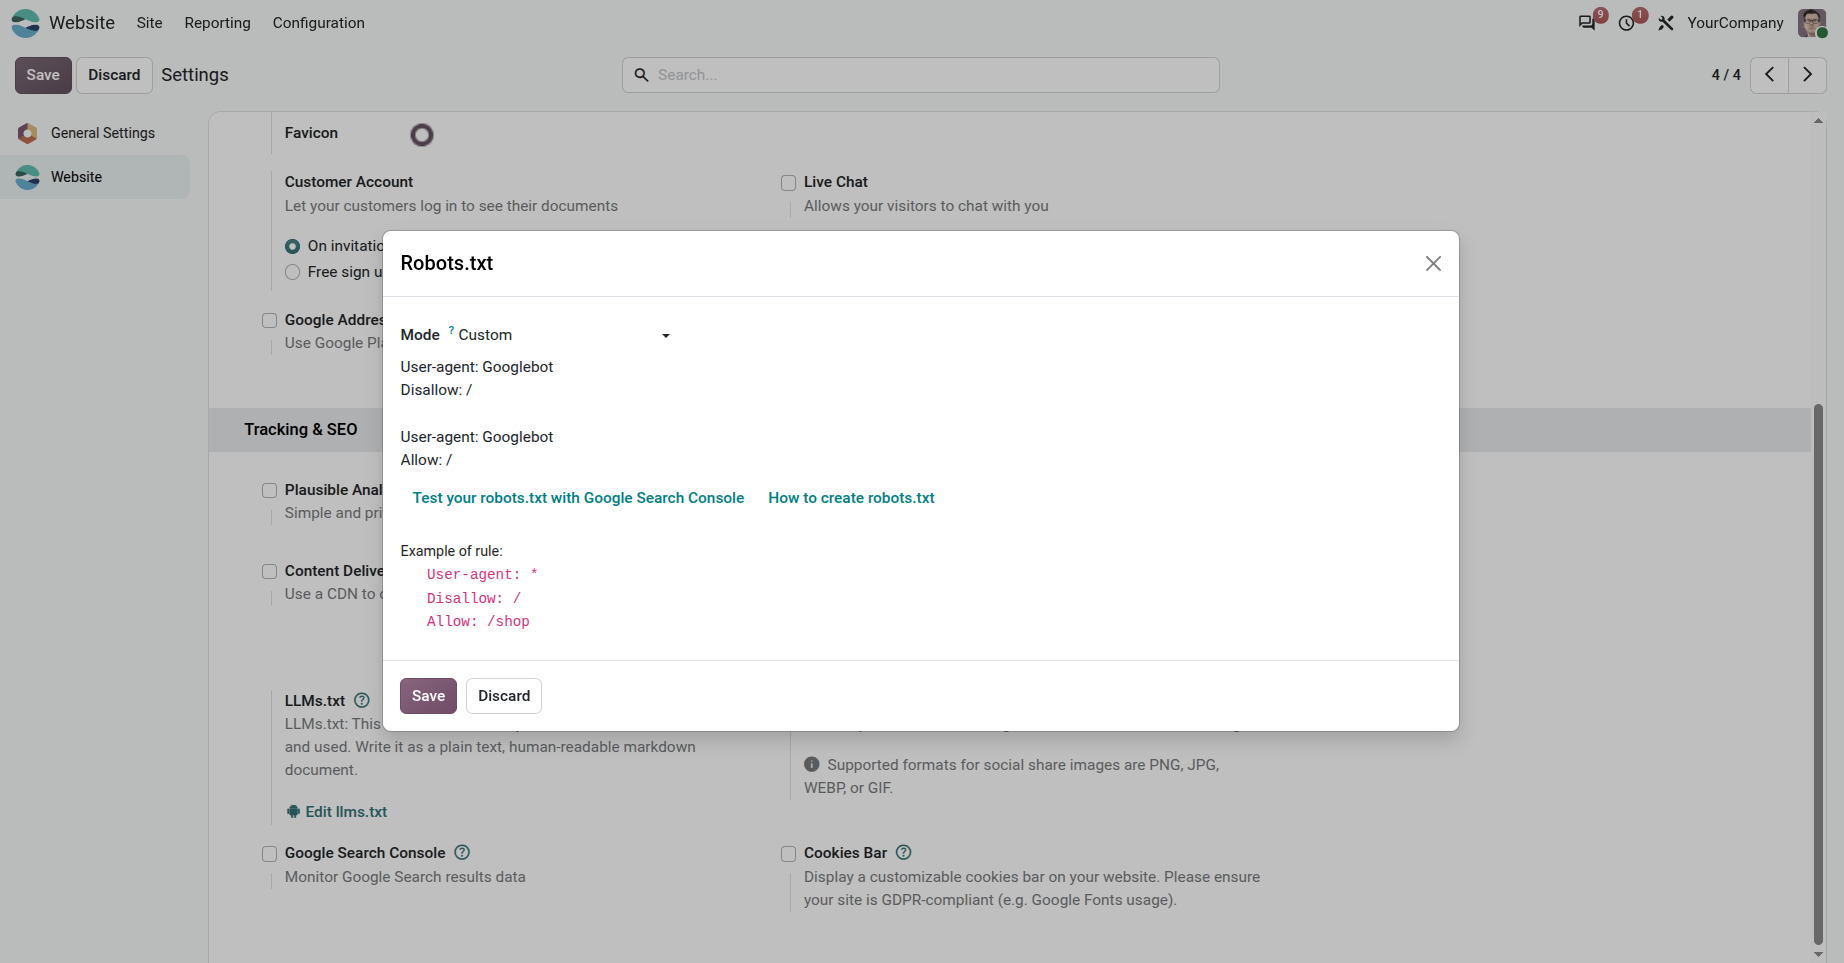 Website Site Reporting Configuration 9 1 YourCompany
Save Discard Settings Search... 4 / 4
General Settings
Website
Favicon
Customer Account
Let your customers log in to see their documents
Live Chat
Allows your visitors to chat with you
On invitatio
Free sign u
Google Addres
Use Google Pla
Robots.txt
Mode ? Custom
User-agent: Googlebot
Disallow: /
User-agent: Googlebot
Allow: /
Test your robots.txt with Google Search Console How to create robots.txt
Example of rule:
User-agent: *
Disallow: /
Allow: /shop
Save Discard
Tracking & SEO
Plausible Anal
Simple and pri
Content Delive
Use a CDN to
LLMs.txt ?
LLMs.txt: This
and used. Write it as a plain text, human-readable markdown
document.
Edit llms.txt
Supported formats for social share images are PNG, JPG,
WEBP, or GIF.
Google Search Console ?
Monitor Google Search results data
Cookies Bar ?
Display a customizable cookies bar on your website. Please ensure
your site is GDPR-compliant (e.g. Google Fonts usage).